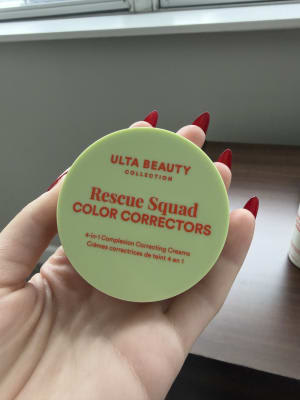 ULTA BEAUTY
COLLECTION
Rescue Squad
COLOR CORRECTORS
4-in-1 Complexion Correcting Creams
Crèmes correctrices de teint 4 en 1